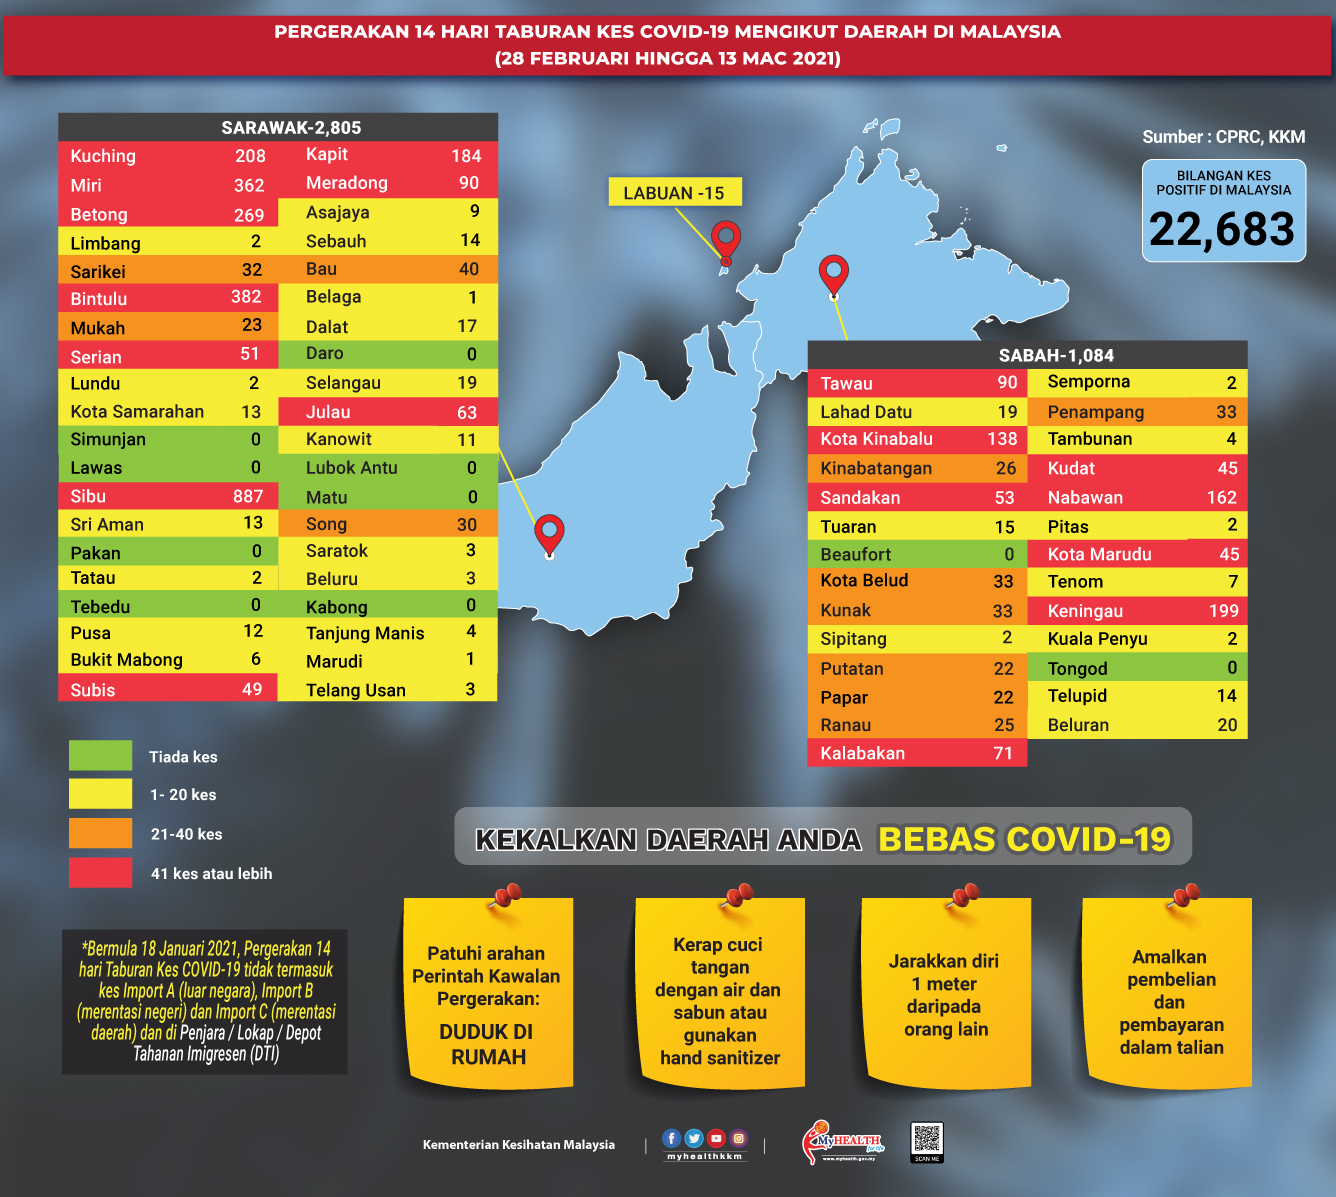 PERGERAKAN 14 HARI TABURAN KES COVID-19 MENGIKUT DAERAH DI MALAYSIA
(28 FEBRUARI HINGGA 13 MAC 2021)
Sumber : CPRC, KKM
BILANGAN KES
POSITIF DI MALAYSIA
22,683
LABUAN -15
SARAWAK-2,805
Kuching 208 Kapit 184
Miri 362 Meradong 90
Betong 269 Asajaya 9
Limbang 2 Sebauh 14
Sarikei 32 Bau 40
Bintulu 382 Belaga 1
Mukah 23 Dalat 17
Serian 51 Daro 0
Lundu 2 Selangau 19
Kota Samarahan 13 Julau 63
Simunjan 0 Kanowit 11
Lawas 0 Lubok Antu 0
Sibu 887 Matu 0
Sri Aman 13 Song 30
Pakan 0 Saratok 3
Tatau 2 Beluru 3
Tebedu 0 Kabong 0
Pusa 12 Tanjung Manis 4
Bukit Mabong 6 Marudi 1
Subis 49 Telang Usan 3
SABAH-1,084
Tawau 90 Semporna 2
Lahad Datu 19 Penampang 33
Kota Kinabalu 138 Tambunan 4
Kinabatangan 26 Kudat 45
Sandakan 53 Nabawan 162
Tuaran 15 Pitas 2
Beaufort 0 Kota Marudu 45
Kota Belud 33 Tenom 7
Kunak 33 Keningau 199
Sipitang 2 Kuala Penyu 2
Putatan 22 Tongod 0
Papar 22 Telupid 14
Ranau 25 Beluran 20
Kalabakan 71
Tiada kes
1- 20 kes
21-40 kes
41 kes atau lebih
*Bermula 18 Januari 2021, Pergerakan 14
hari Taburan Kes COVID-19 tidak termasuk
kes Import A (luar negara), Import B
(merentasi negeri) dan Import C (merentasi
daerah) dan di Penjara / Lokap / Depot
Tahanan Imigresen (DTI)
KEKALKAN DAERAH ANDA BEBAS COVID-19
Patuhi arahan
Perintah Kawalan
Pergerakan:
DUDUK DI
RUMAH
Kerap cuci
tangan
dengan air dan
sabun atau
gunakan
hand sanitizer
Jarakkan diri
1 meter
daripada
orang lain
Amalkan
pembelian
dan
pembayaran
dalam talian
Kementerian Kesihatan Malaysia
myhealthkkm
MyHEALTH
for life
www.myhealth.gov.my
SCAN ME